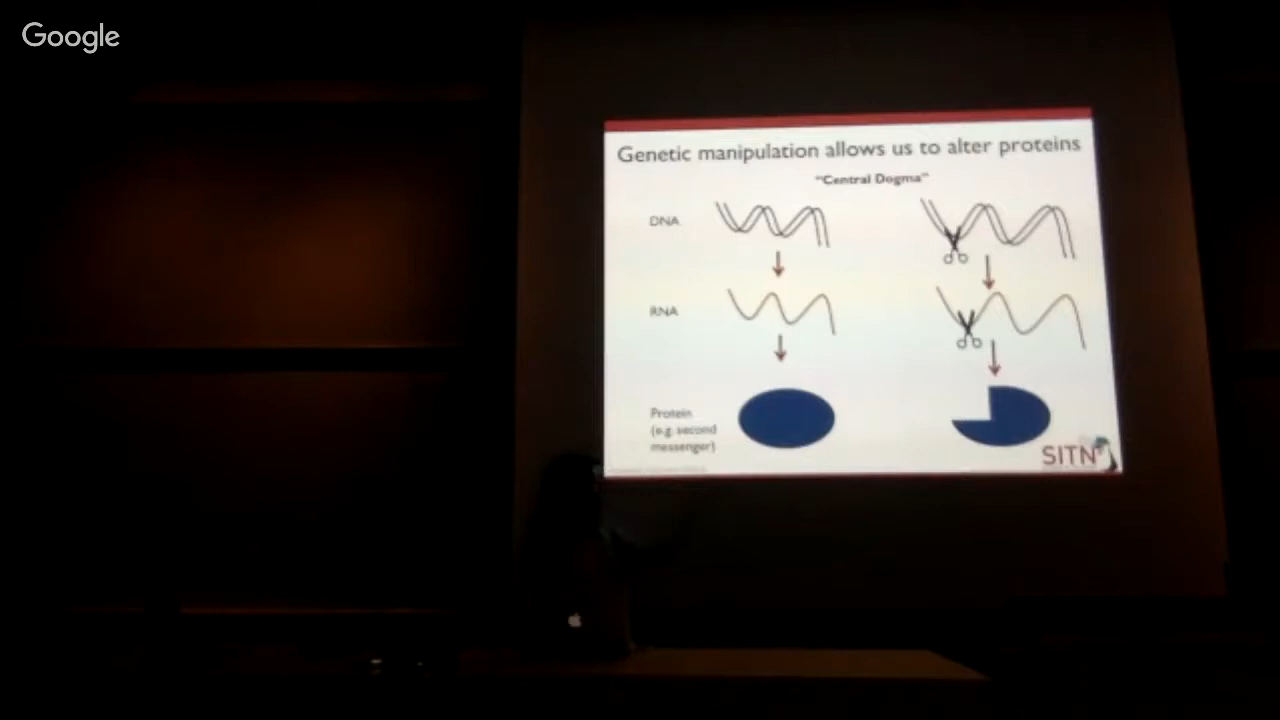 Google
Genetic manipulation allows us to alter proteins
"Central Dogma"
DNA
RNA
Protein
(e.g. second
messenger)
SITN